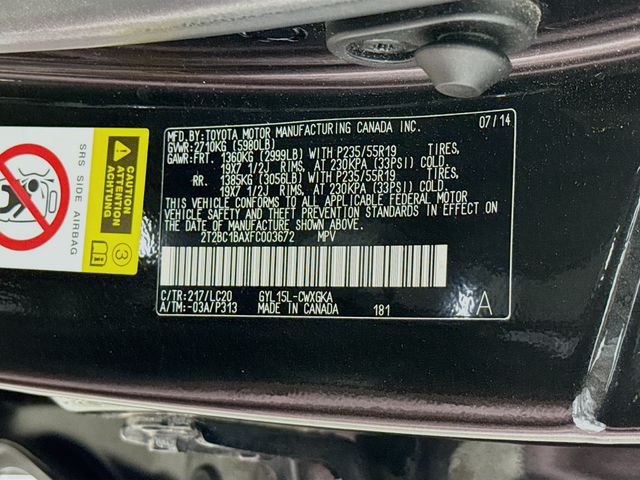 MFD.BY:TOYOTA MOTOR MANUFACTURING CANADA INC. 07/14
GVWR:2710KG (5980LB)
GAWR:FRT. 1360KG (2999LB) WITH P235/55R19 TIRES,
19X7 1/2J RIMS, AT 230KPA (33PSI) COLD.
RR. 1385KG (3056LB) WITH P235/55R19 TIRES,
19X7 1/2J RIMS, AT 230KPA (33PSI) COLD.
THIS VEHICLE CONFORMS TO ALL APPLICABLE FEDERAL MOTOR
VEHICLE SAFETY AND THEFT PREVENTION STANDARDS IN EFFECT ON
THE DATE OF MANUFACTURE SHOWN ABOVE.
2T2BC1BAXFC003672 MPV
C/TR:217/LC20 GYL15L-CWXGKA
A/TM:-03A/P313 MADE IN CANADA 181 A
SRS SIDE AIRBAG
CAUTION
ATTENTION
ACHTUNG
3